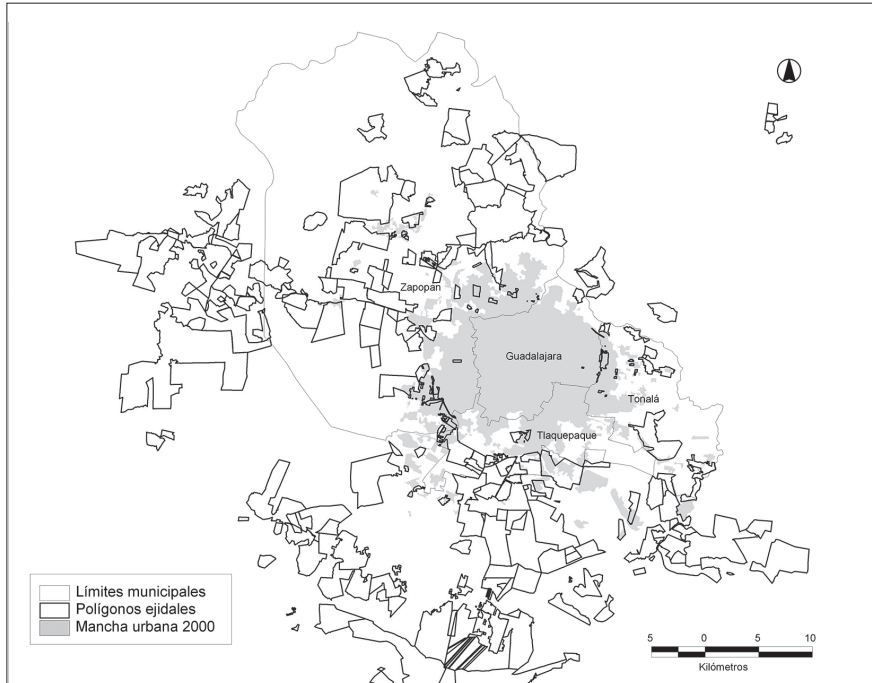 Zapopan
Guadalajara
Tonalá
Tlaquepaque
Límites municipales
Polígonos ejidales
Mancha urbana 2000
5 0 5 10
Kilómetros